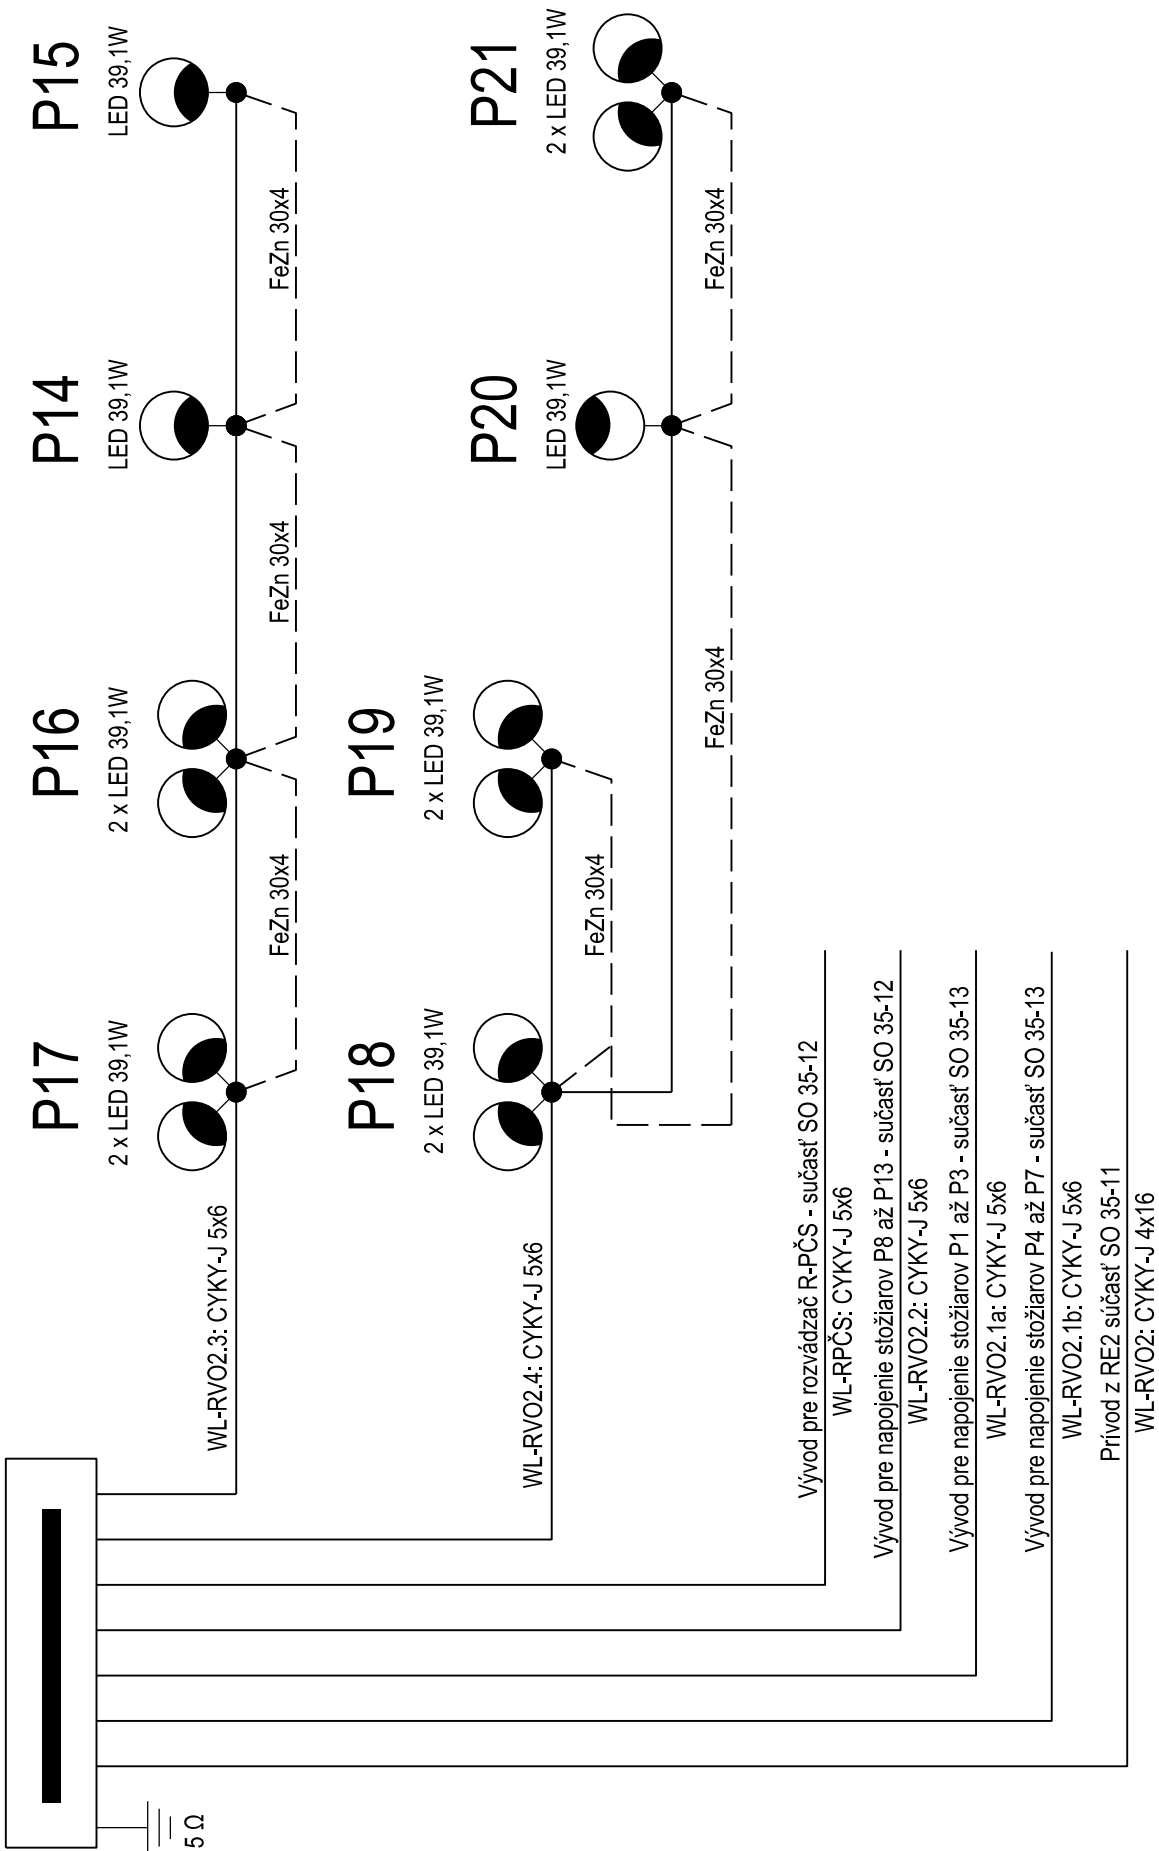 P17
2 x LED 39,1W
P16
2 x LED 39,1W
P14
LED 39,1W
P15
LED 39,1W
WL-RVO2.3: CYKY-J 5x6
FeZn 30x4
FeZn 30x4
FeZn 30x4
P18
2 x LED 39,1W
P19
2 x LED 39,1W
P20
LED 39,1W
P21
2 x LED 39,1W
WL-RVO2.4: CYKY-J 5x6
FeZn 30x4
FeZn 30x4
FeZn 30x4
Vývod pre rozvádzač R-PČS - sučasť SO 35-12
WL-RPČS: CYKY-J 5x6
Vývod pre napojenie stožiarov P8 až P13 - sučasť SO 35-12
WL-RVO2.2: CYKY-J 5x6
Vývod pre napojenie stožiarov P1 až P3 - sučasť SO 35-13
WL-RVO2.1a: CYKY-J 5x6
Vývod pre napojenie stožiarov P4 až P7 - sučasť SO 35-13
WL-RVO2.1b: CYKY-J 5x6
Prívod z RE2 súčasť SO 35-11
WL-RVO2: CYKY-J 4x16
5 Ω